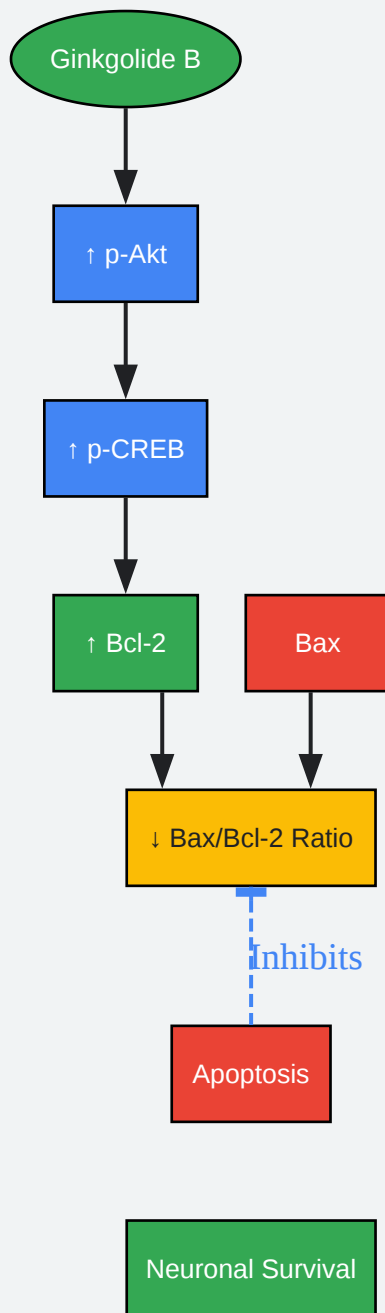 Ginkgolide B
↑ p-Akt
↑ p-CREB
↑ Bcl-2
Bax
↓ Bax/Bcl-2 Ratio
Inhibits
Apoptosis
Neuronal Survival